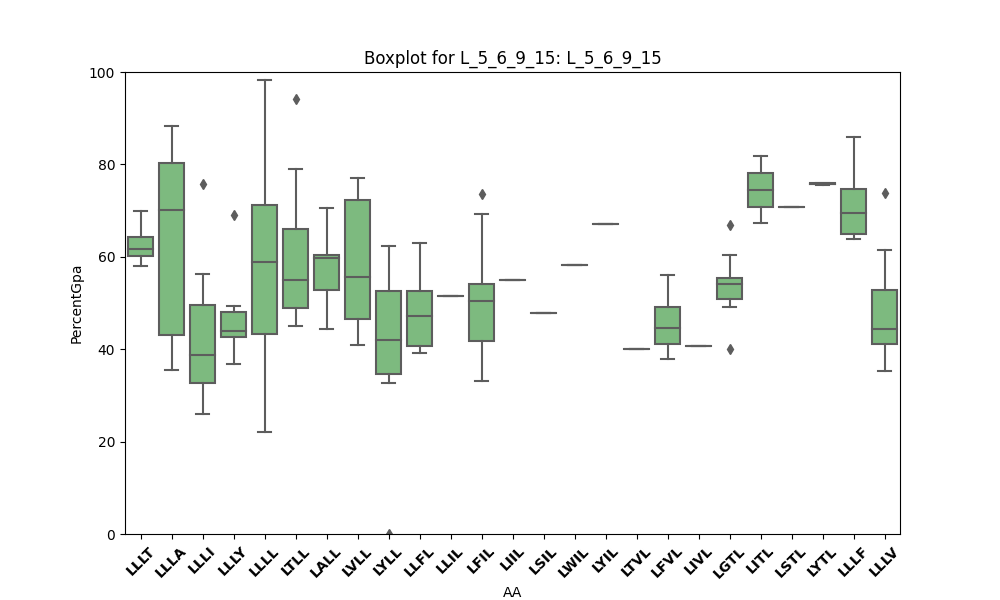 Boxplot for L_5_6_9_15: L_5_6_9_15
100
80
60
40
20
0
PercentGpa
LLLT LLLA LLLI LLLY LLLL LTLL LALL LVLL LYLL LLFL LLIL LFIL LIIL LSIL LWIL LYIL LTVL LFVL LIVL LGTL LITL LSTL LYTL LLLF LLLV
AA